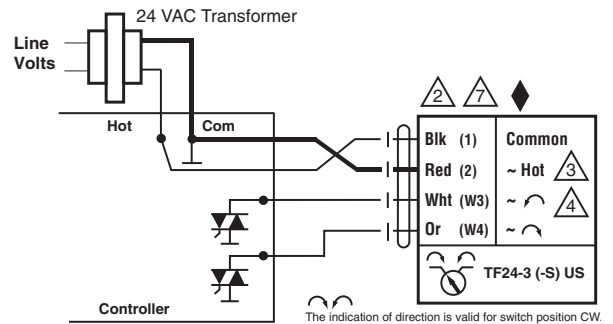 24 VAC Transformer
Line
Volts
Hot
Com
2
7
Blk (1)
Common
Red (2)
~ Hot
3
Wht (W3)
~
4
Or (W4)
~
TF24-3 (-S) US
Controller
The indication of direction is valid for switch position CW.